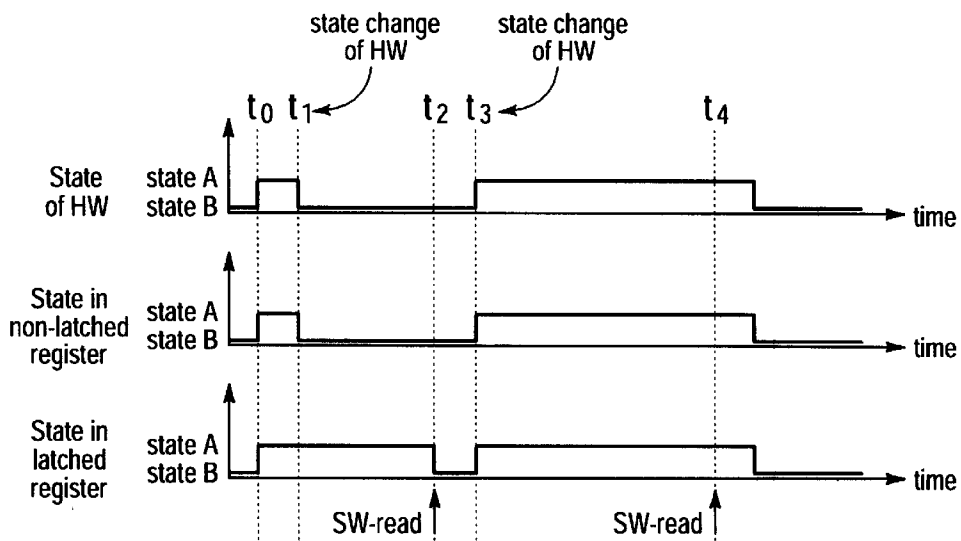 state change
of HW
state change
of HW
t0 t1 t2 t3 t4
State
of HW
state A
state B
time
State in
non-latched
register
state A
state B
time
State in
latched
register
state A
state B
time
SW-read
SW-read